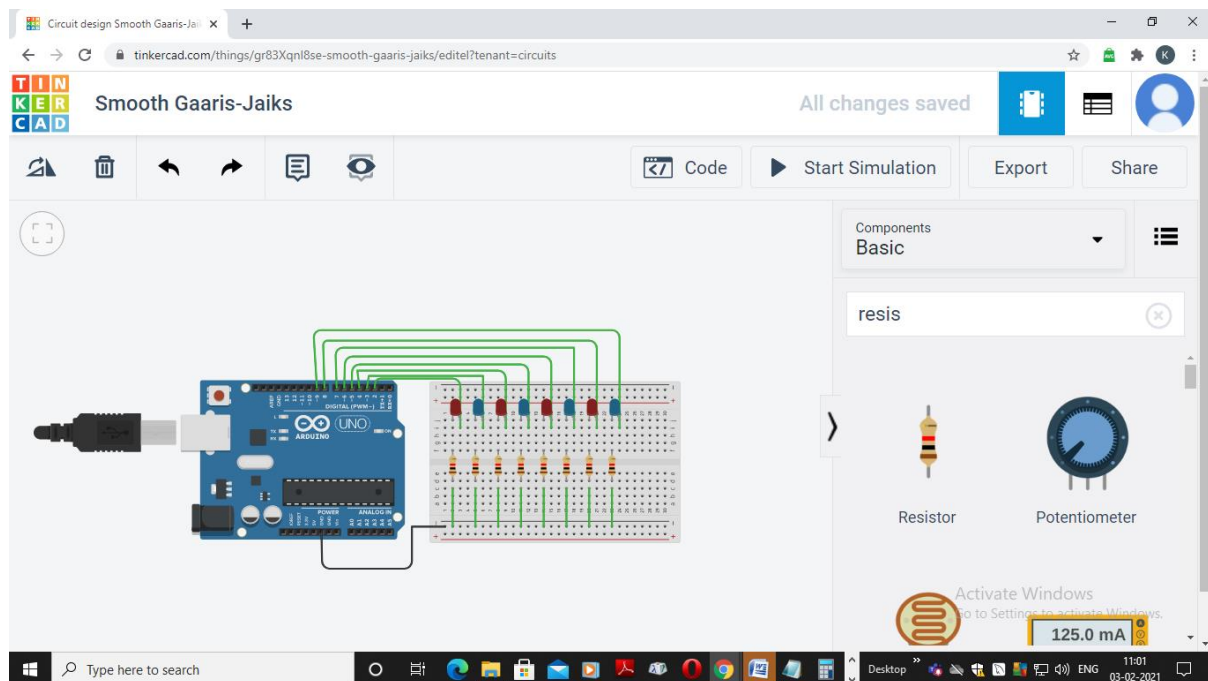 Circuit design Smooth Gaaris-Jai
tinkercad.com/things/gr83Xqnl8se-smooth-gaaris-jaiks/editel?tenant=circuits
K
TIN
KER
CAD
Smooth Gaaris-Jaiks
All changes saved
Code
Start Simulation
Export
Share
Components
Basic
resis
DIGITAL (PWM~)
UNO
ARDUINO
POWER
ANALOG IN
Resistor
Potentiometer
Activate Windows
Go to Settings to activate Windows.
125.0 mA
Type here to search
Desktop
ENG
11:01
03-02-2021